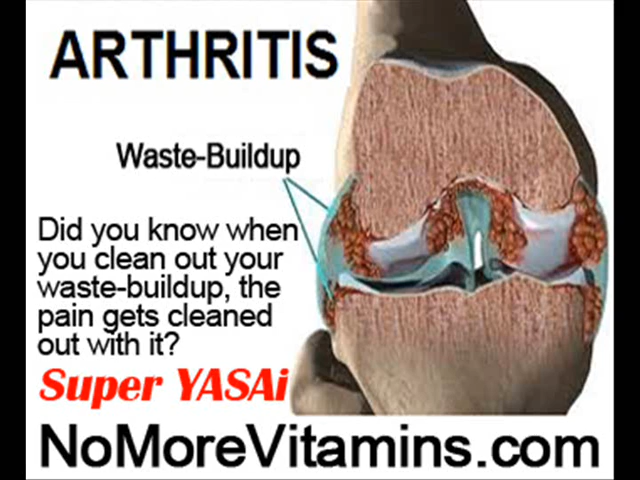 ARTHRITIS
Waste-Buildup
Did you know when
you clean out your
waste-buildup, the
pain gets cleaned
out with it?
Super YASAi
NoMoreVitamins.com